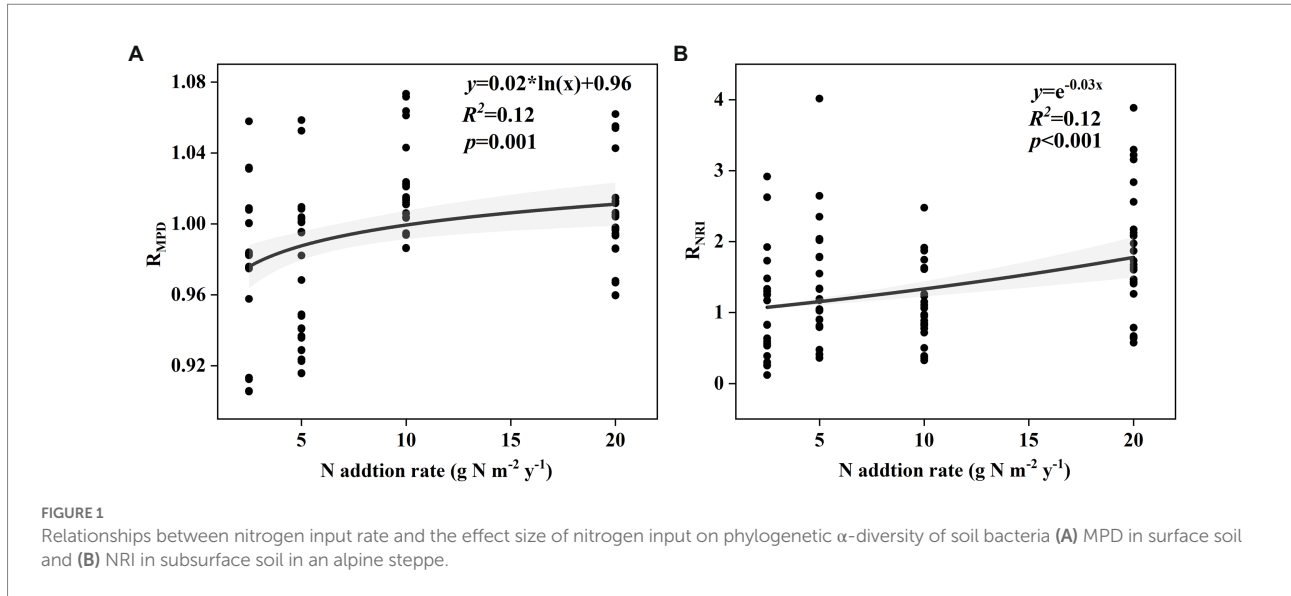 A
1.08
1.04
1.00
0.96
0.92
R_MPD
y=0.02*ln(x)+0.96
R²=0.12
p=0.001
5
10
15
20
N addtion rate (g N m⁻² y⁻¹)
B
4
3
2
1
0
R_NRI
y=e^-0.03x
R²=0.12
p<0.001
5
10
15
20
N addtion rate (g N m⁻² y⁻¹)
FIGURE 1
Relationships between nitrogen input rate and the effect size of nitrogen input on phylogenetic α-diversity of soil bacteria (A) MPD in surface soil
and (B) NRI in subsurface soil in an alpine steppe.